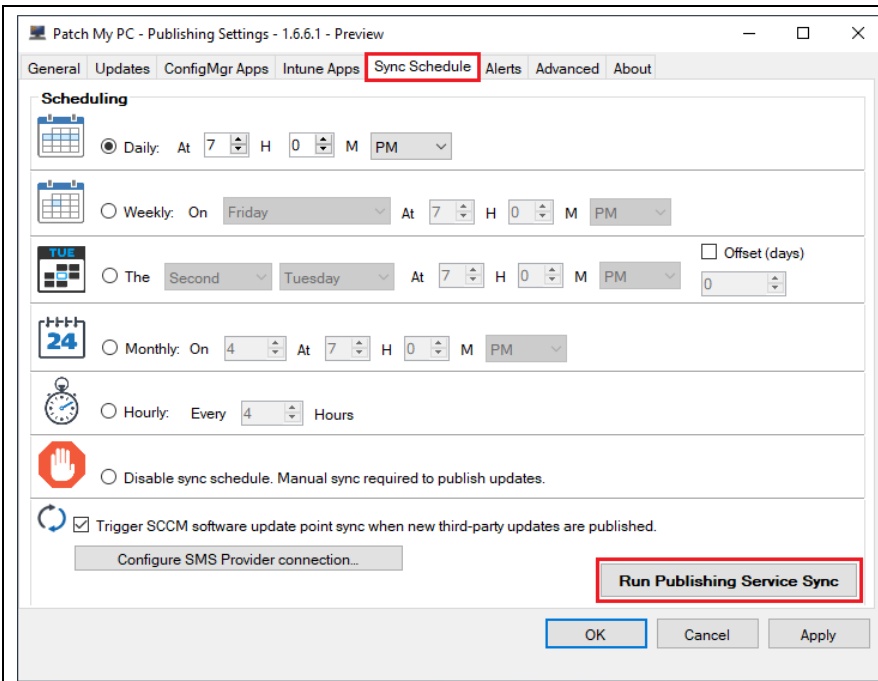 Patch My PC - Publishing Settings - 1.6.6.1 - Preview
General Updates ConfigMgr Apps Intune Apps Sync Schedule Alerts Advanced About
Scheduling
Daily: At 7 H 0 M PM
Weekly: On Friday At 7 H 0 M PM
TUE
Offset (days)
The Second Tuesday At 7 H 0 M PM 0
24
Monthly: On 4 At 7 H 0 M PM
Hourly: Every 4 Hours
Disable sync schedule. Manual sync required to publish updates.
Trigger SCCM software update point sync when new third-party updates are published.
Configure SMS Provider connection...
Run Publishing Service Sync
OK Cancel Apply